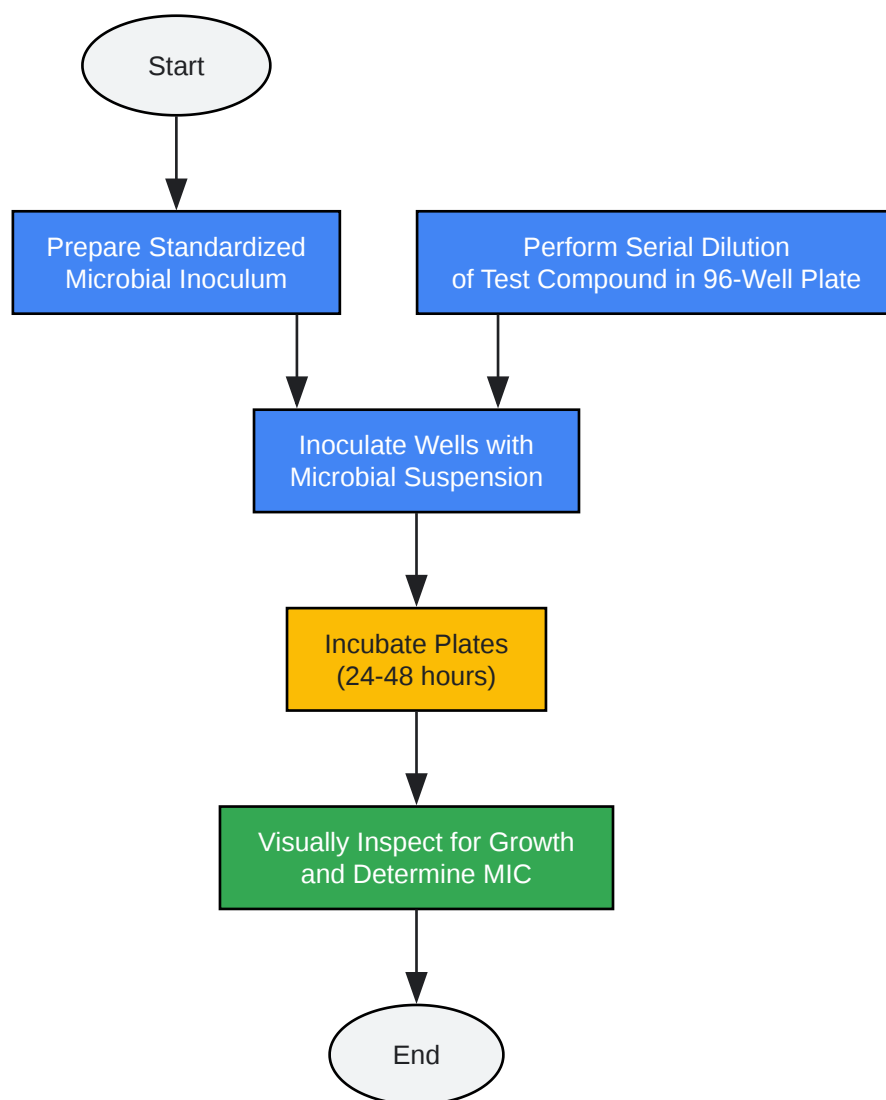 Start
Prepare Standardized
Microbial Inoculum
Perform Serial Dilution
of Test Compound in 96-Well Plate
Inoculate Wells with
Microbial Suspension
Incubate Plates
(24-48 hours)
Visually Inspect for Growth
and Determine MIC
End